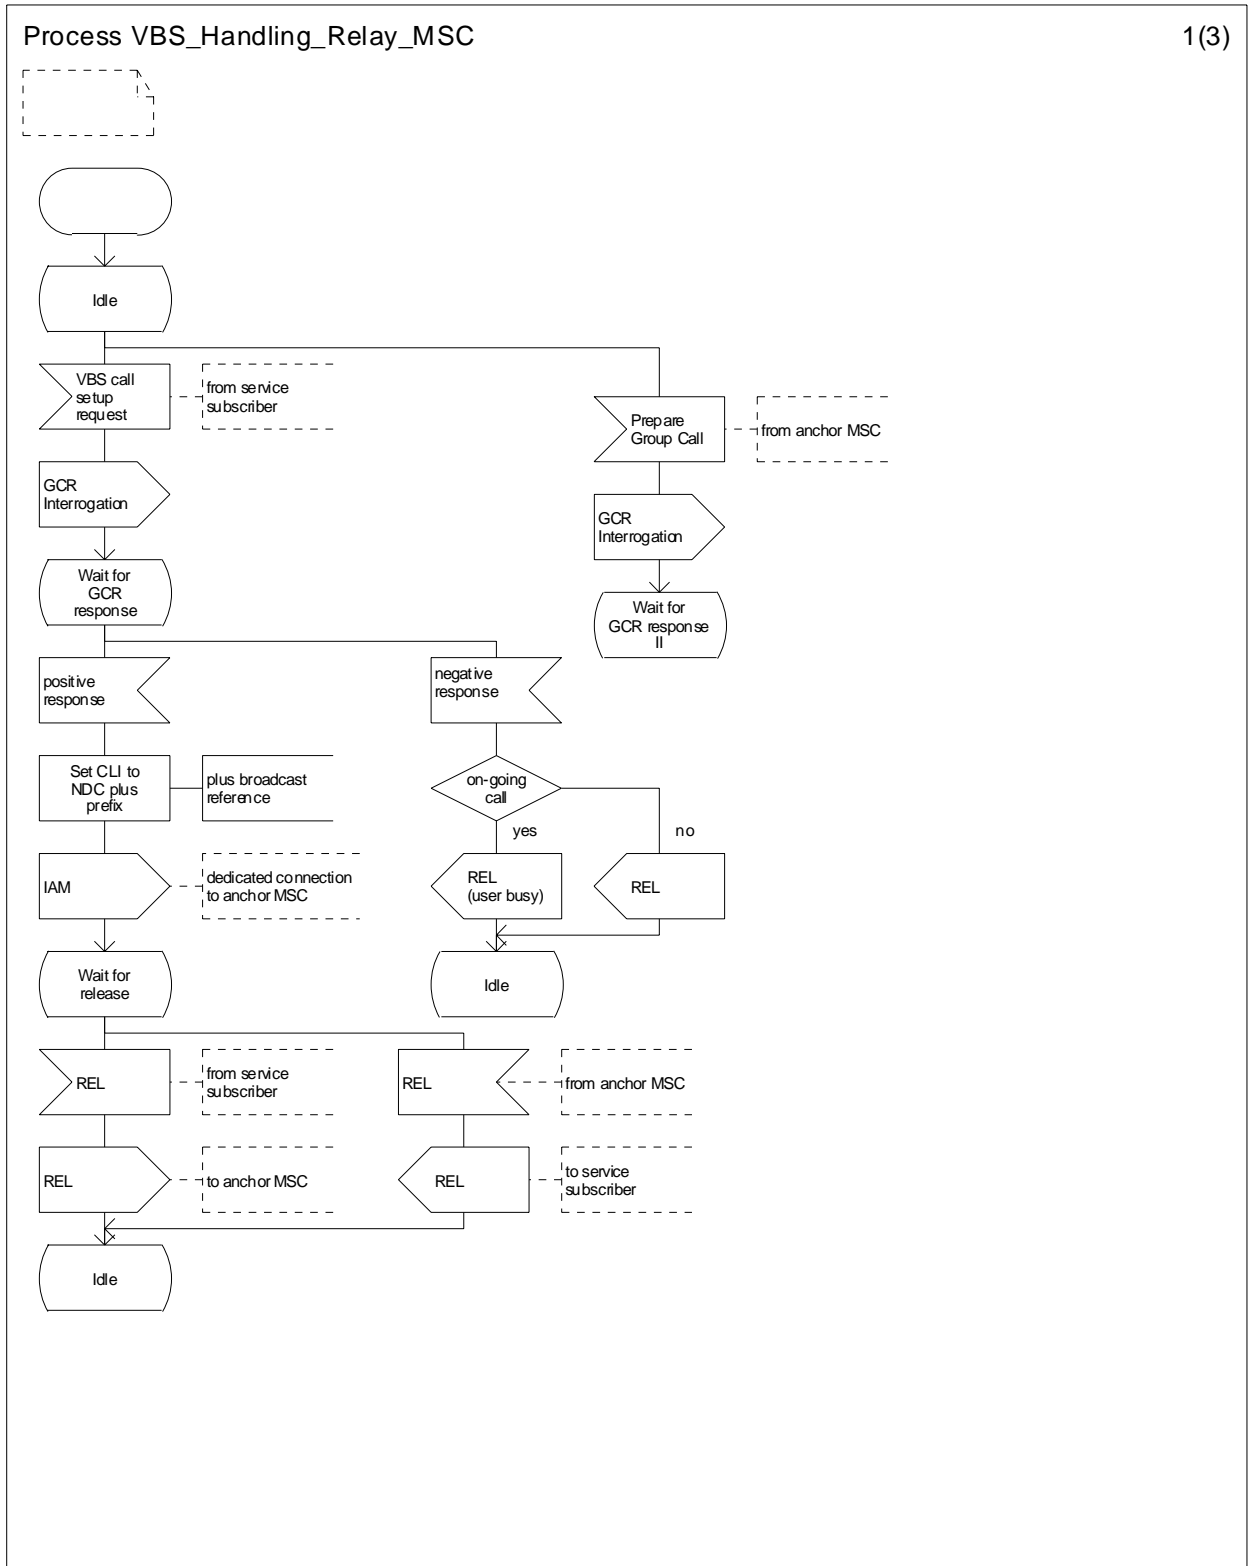 Process VBS_Handling_Relay_MSC
1(3)
Idle
VBS call
setup
request
from service
subscriber
Prepare
Group Call
from anchor MSC
GCR
Interrogation
GCR
Interrogation
Wait for
GCR
response
Wait for
GCR response
II
positive
response
negative
response
Set CLI to
NDC plus
prefix
plus broadcast
reference
on-going
call
yes
no
IAM
dedicated connection
to anchor MSC
REL
(user busy)
REL
Wait for
release
Idle
REL
from service
subscriber
REL
from anchor MSC
REL
to anchor MSC
REL
to service
subscriber
Idle